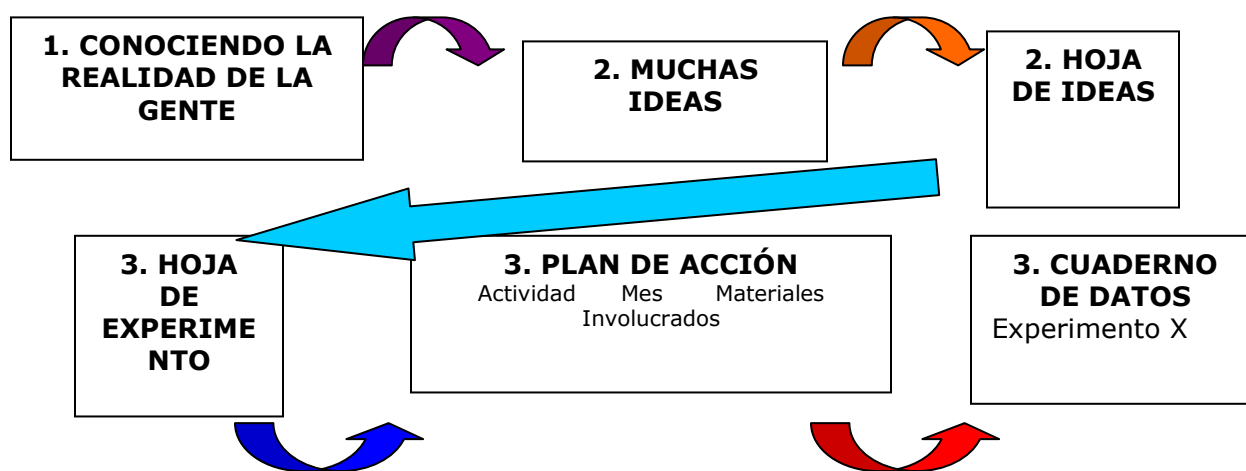 1. CONOCIENDO LA
REALIDAD DE LA
GENTE
2. MUCHAS
IDEAS
2. HOJA
DE IDEAS
3. HOJA
DE
EXPERIME
NTO
3. PLAN DE ACCIÓN
Actividad Mes Materiales
Involucrados
3. CUADERNO
DE DATOS
Experimento X